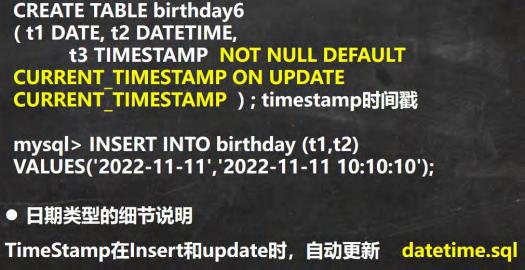 CREATE TABLE birthday6
( t1 DATE, t2 DATETIME,
t3 TIMESTAMP NOT NULL DEFAULT
CURRENT_TIMESTAMP ON UPDATE
CURRENT_TIMESTAMP ) ; timestamp时间戳
mysql> INSERT INTO birthday (t1,t2)
VALUES('2022-11-11','2022-11-11 10:10:10');
● 日期类型的细节说明
TimeStamp在Insert和update时，自动更新 datetime.sql